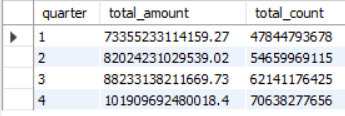 quarter total_amount total_count
1 73355233114159.27 47844793678
2 82024231029539.02 54659969115
3 88233138211669.73 62141176425
4 101909692480018.4 70638277656